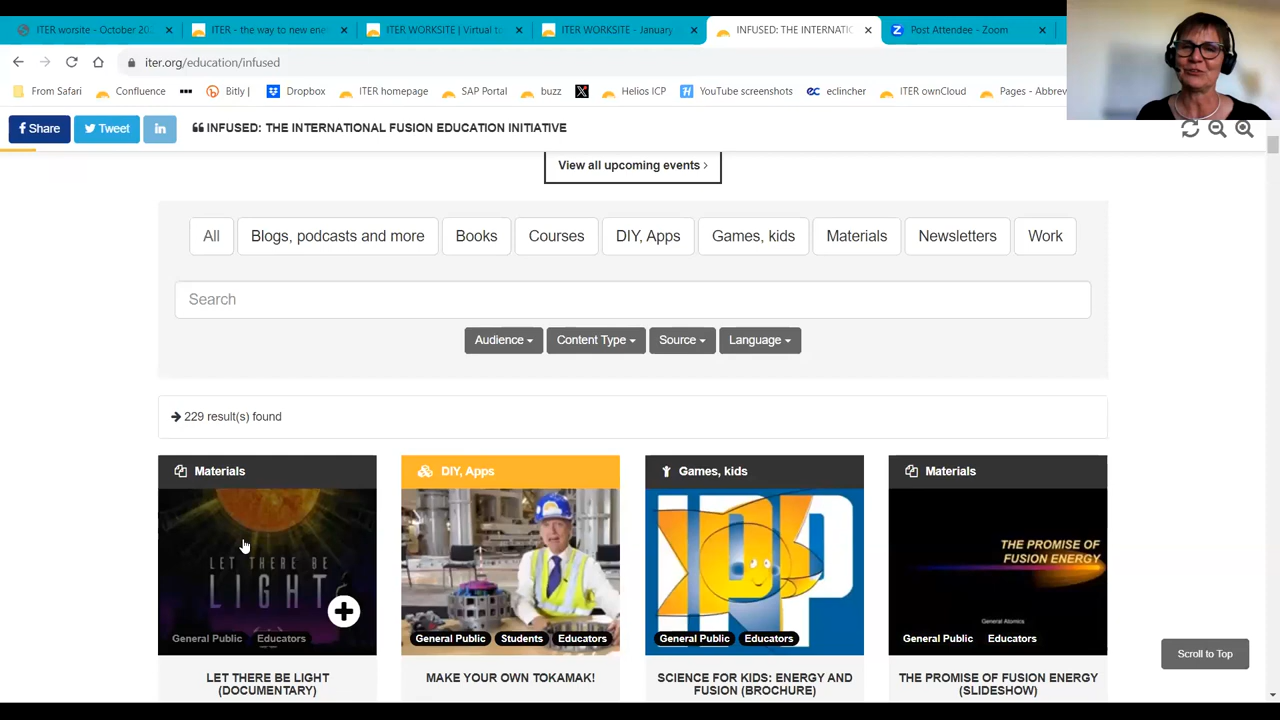 ITER worsite - October 20
ITER - the way to new ene
ITER WORKSITE | Virtual to
ITER WORKSITE - January
INFUSED: THE INTERNATIC
Post Attendee - Zoom
iter.org/education/infused
From Safari
Confluence
Bitly |
Dropbox
ITER homepage
SAP Portal
buzz
Helios ICP
YouTube screenshots
eclincher
ITER ownCloud
Pages - Abbrev
Share
Tweet
in
INFUSED: THE INTERNATIONAL FUSION EDUCATION INITIATIVE
View all upcoming events ›
All
Blogs, podcasts and more
Books
Courses
DIY, Apps
Games, kids
Materials
Newsletters
Work
Search
Audience
Content Type
Source
Language
229 result(s) found
Materials
DIY, Apps
Games, kids
Materials
LET THERE BE
LIGHT
General Public
Educators
General Public
Students
Educators
IPP
General Public
Educators
THE PROMISE OF
FUSION ENERGY
General Atomics
General Public
Educators
Scroll to Top
LET THERE BE LIGHT
(DOCUMENTARY)
MAKE YOUR OWN TOKAMAK!
SCIENCE FOR KIDS: ENERGY AND
FUSION (BROCHURE)
THE PROMISE OF FUSION ENERGY
(SLIDESHOW)